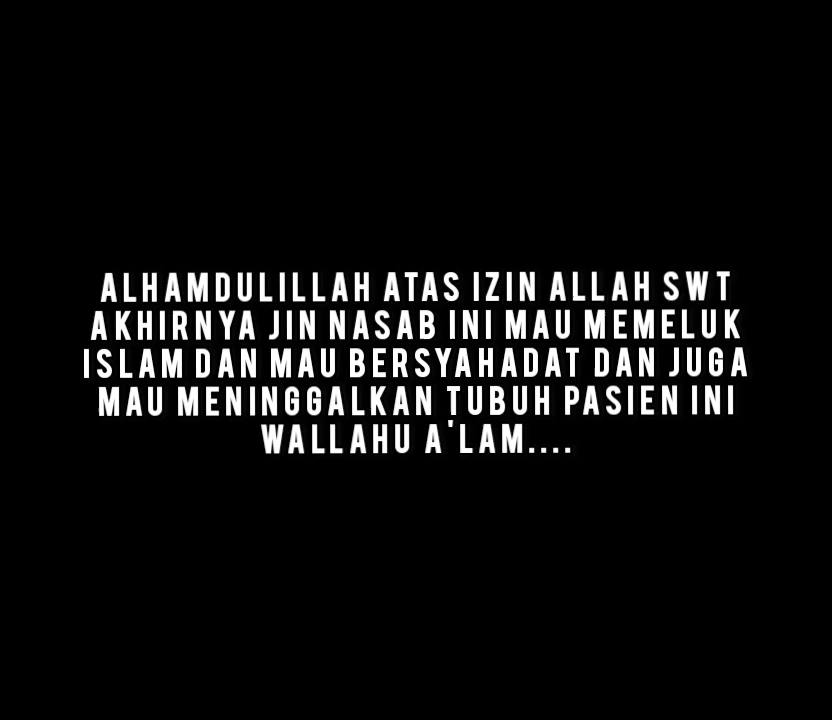 ALHAMDULILLAH ATAS IZIN ALLAH SWT
AKHIRNYA JIN NASAB INI MAU MEMELUK
ISLAM DAN MAU BERSYAHADAT DAN JUGA
MAU MENINGGALKAN TUBUH PASIEN INI
WALLAHU A'LAM....